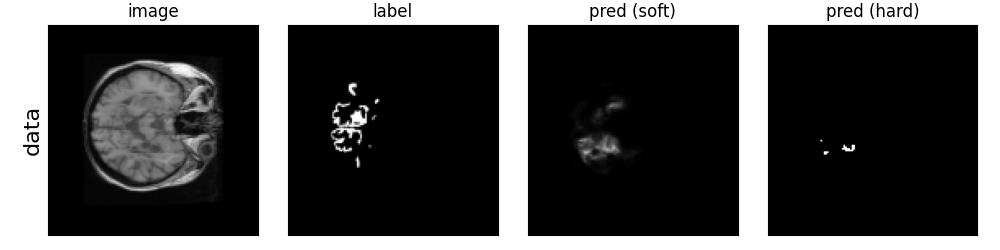 image
label
pred (soft)
pred (hard)
data